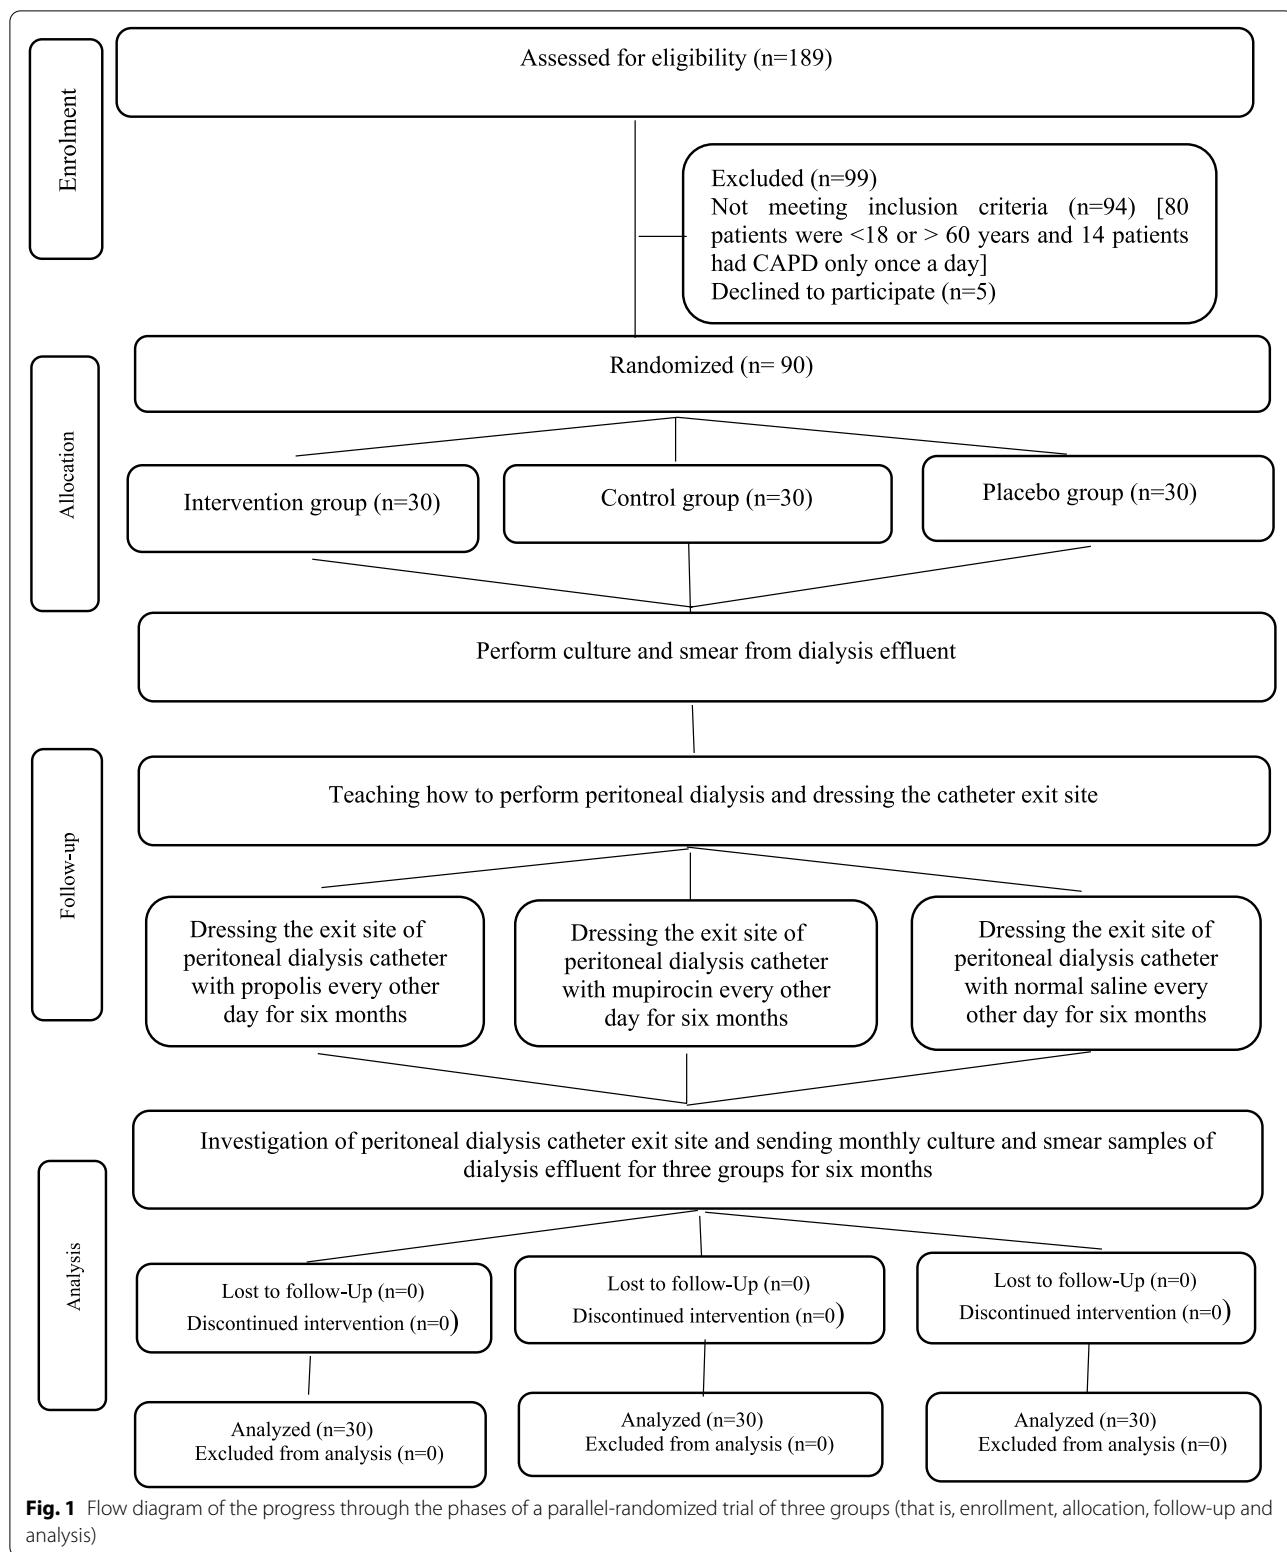 Enrolment
Assessed for eligibility (n=189)
Excluded (n=99)
Not meeting inclusion criteria (n=94) [80
patients were <18 or > 60 years and 14 patients
had CAPD only once a day]
Declined to participate (n=5)
Allocation
Randomized (n= 90)
Intervention group (n=30)
Control group (n=30)
Placebo group (n=30)
Perform culture and smear from dialysis effluent
Follow-up
Teaching how to perform peritoneal dialysis and dressing the catheter exit site
Dressing the exit site of
peritoneal dialysis catheter
with propolis every other
day for six months
Dressing the exit site of
peritoneal dialysis catheter
with mupirocin every other
day for six months
Dressing the exit site of
peritoneal dialysis catheter
with normal saline every
other day for six months
Investigation of peritoneal dialysis catheter exit site and sending monthly culture and smear samples of
dialysis effluent for three groups for six months
Analysis
Lost to follow-Up (n=0)
Discontinued intervention (n=0)
Lost to follow-Up (n=0)
Discontinued intervention (n=0)
Lost to follow-Up (n=0)
Discontinued intervention (n=0)
Analyzed (n=30)
Excluded from analysis (n=0)
Analyzed (n=30)
Excluded from analysis (n=0)
Analyzed (n=30)
Excluded from analysis (n=0)
Fig. 1 Flow diagram of the progress through the phases of a parallel-randomized trial of three groups (that is, enrollment, allocation, follow-up and
analysis)